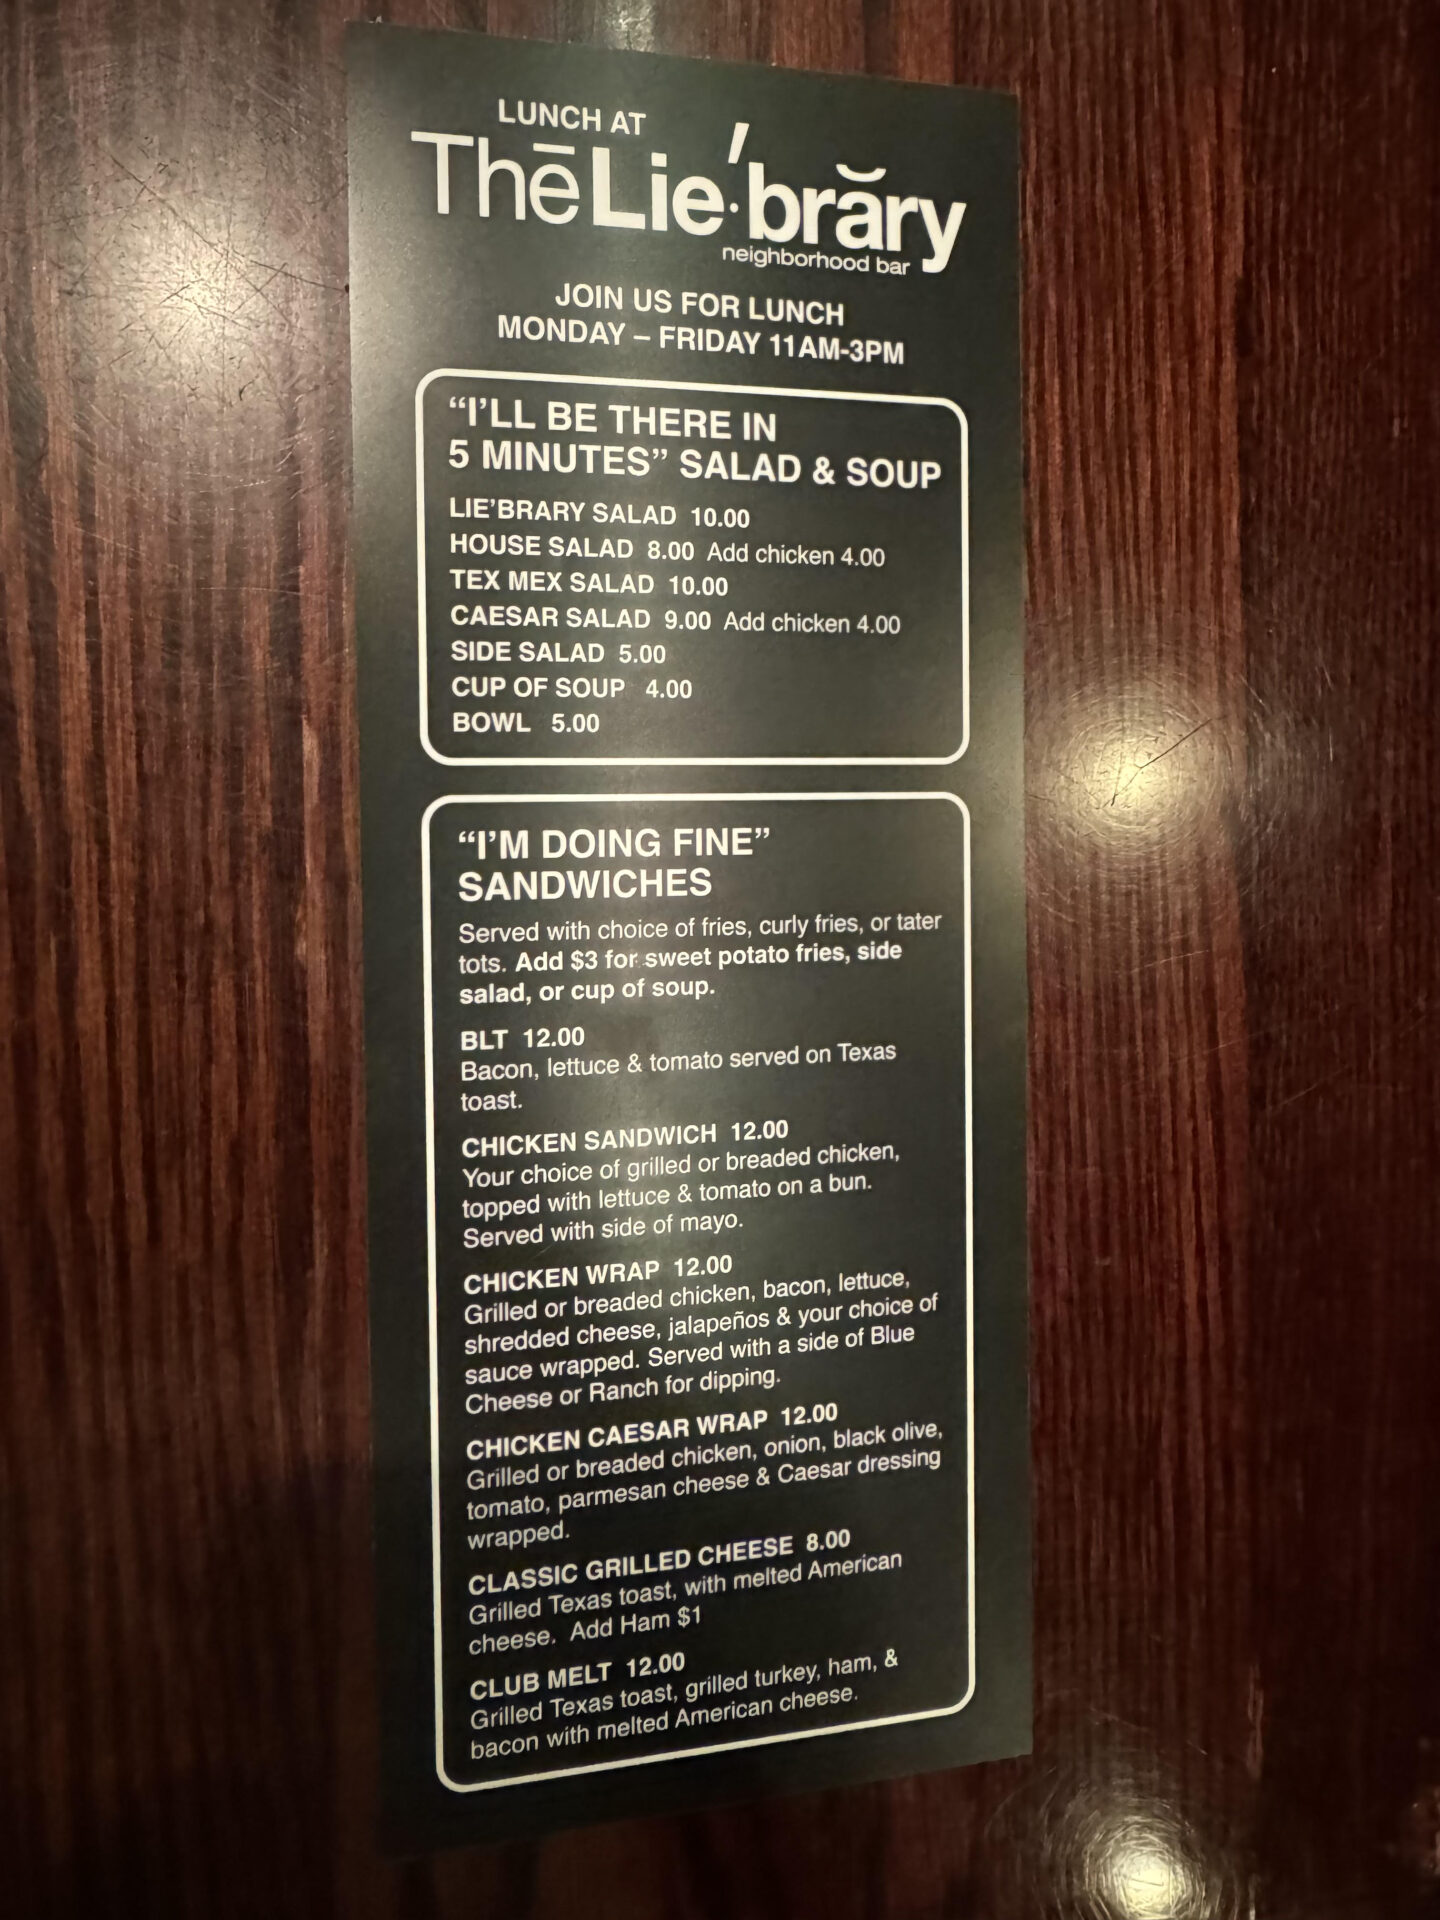 LUNCH AT
Thē Lie·'brăry
neighborhood bar
JOIN US FOR LUNCH
MONDAY – FRIDAY 11AM-3PM
“I’LL BE THERE IN
5 MINUTES” SALAD & SOUP
LIE’BRARY SALAD 10.00
HOUSE SALAD 8.00 Add chicken 4.00
TEX MEX SALAD 10.00
CAESAR SALAD 9.00 Add chicken 4.00
SIDE SALAD 5.00
CUP OF SOUP 4.00
BOWL 5.00
“I’M DOING FINE”
SANDWICHES
Served with choice of fries, curly fries, or tater
tots. Add $3 for sweet potato fries, side
salad, or cup of soup.
BLT 12.00
Bacon, lettuce & tomato served on Texas
toast.
CHICKEN SANDWICH 12.00
Your choice of grilled or breaded chicken,
topped with lettuce & tomato on a bun.
Served with side of mayo.
CHICKEN WRAP 12.00
Grilled or breaded chicken, bacon, lettuce,
shredded cheese, jalapeños & your choice of
sauce wrapped. Served with a side of Blue
Cheese or Ranch for dipping.
CHICKEN CAESAR WRAP 12.00
Grilled or breaded chicken, onion, black olive,
tomato, parmesan cheese & Caesar dressing
wrapped.
CLASSIC GRILLED CHEESE 8.00
Grilled Texas toast, with melted American
cheese. Add Ham $1
CLUB MELT 12.00
Grilled Texas toast, grilled turkey, ham, &
bacon with melted American cheese.